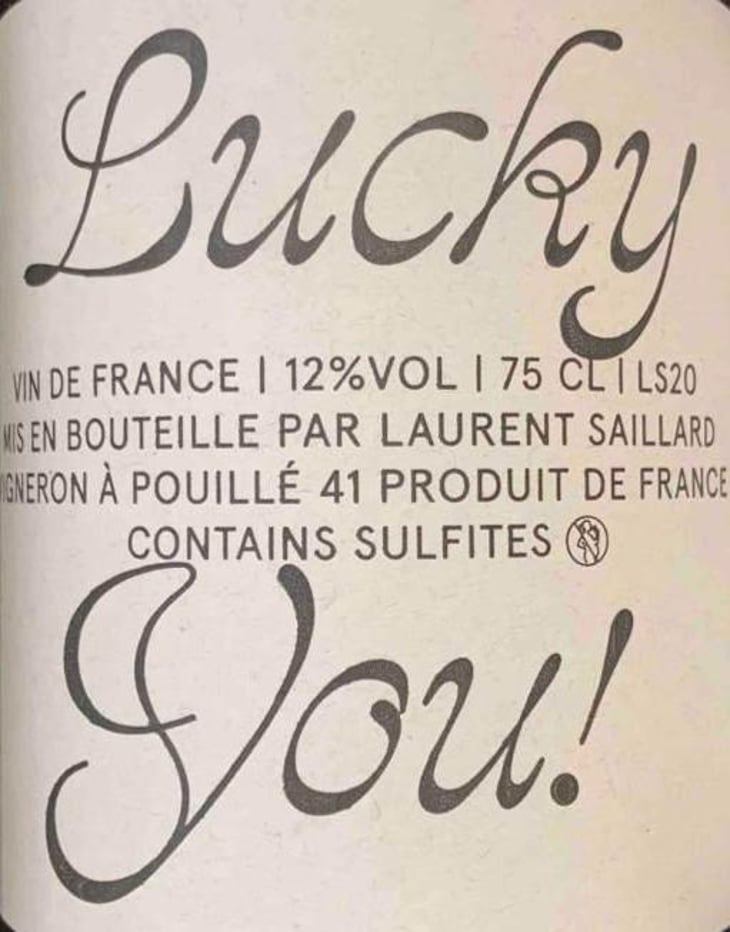 Lucky
VIN DE FRANCE | 12%VOL | 75 CL | LS20
MIS EN BOUTEILLE PAR LAURENT SAILLARD
VIGNERON À POUILLÉ 41 PRODUIT DE FRANCE
CONTAINS SULFITES
You!